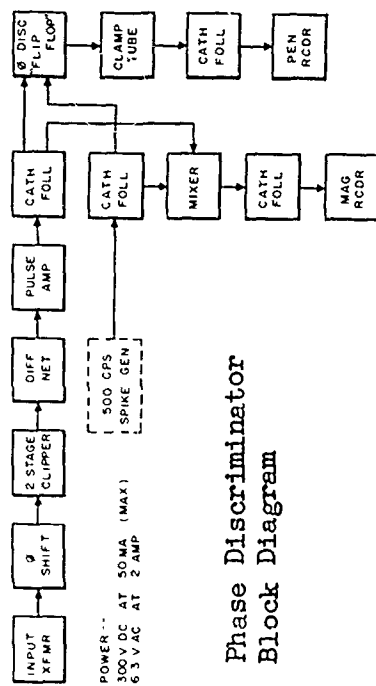 INPUT
XFMR
Ø
SHIFT
2 STAGE
CLIPPER
DIFF
NET
PULSE
AMP
CATH
FOLL
Ø DISC
"FLIP
FLOP"
CLAMP
TUBE
CATH
FOLL
PEN
RCDR
500 CPS
SPIKE GEN
CATH
FOLL
MIXER
CATH
FOLL
MAG
RCDR
POWER--
300 V DC AT 50 MA (MAX)
6 3 V AC AT 2 AMP
Phase Discriminator
Block Diagram